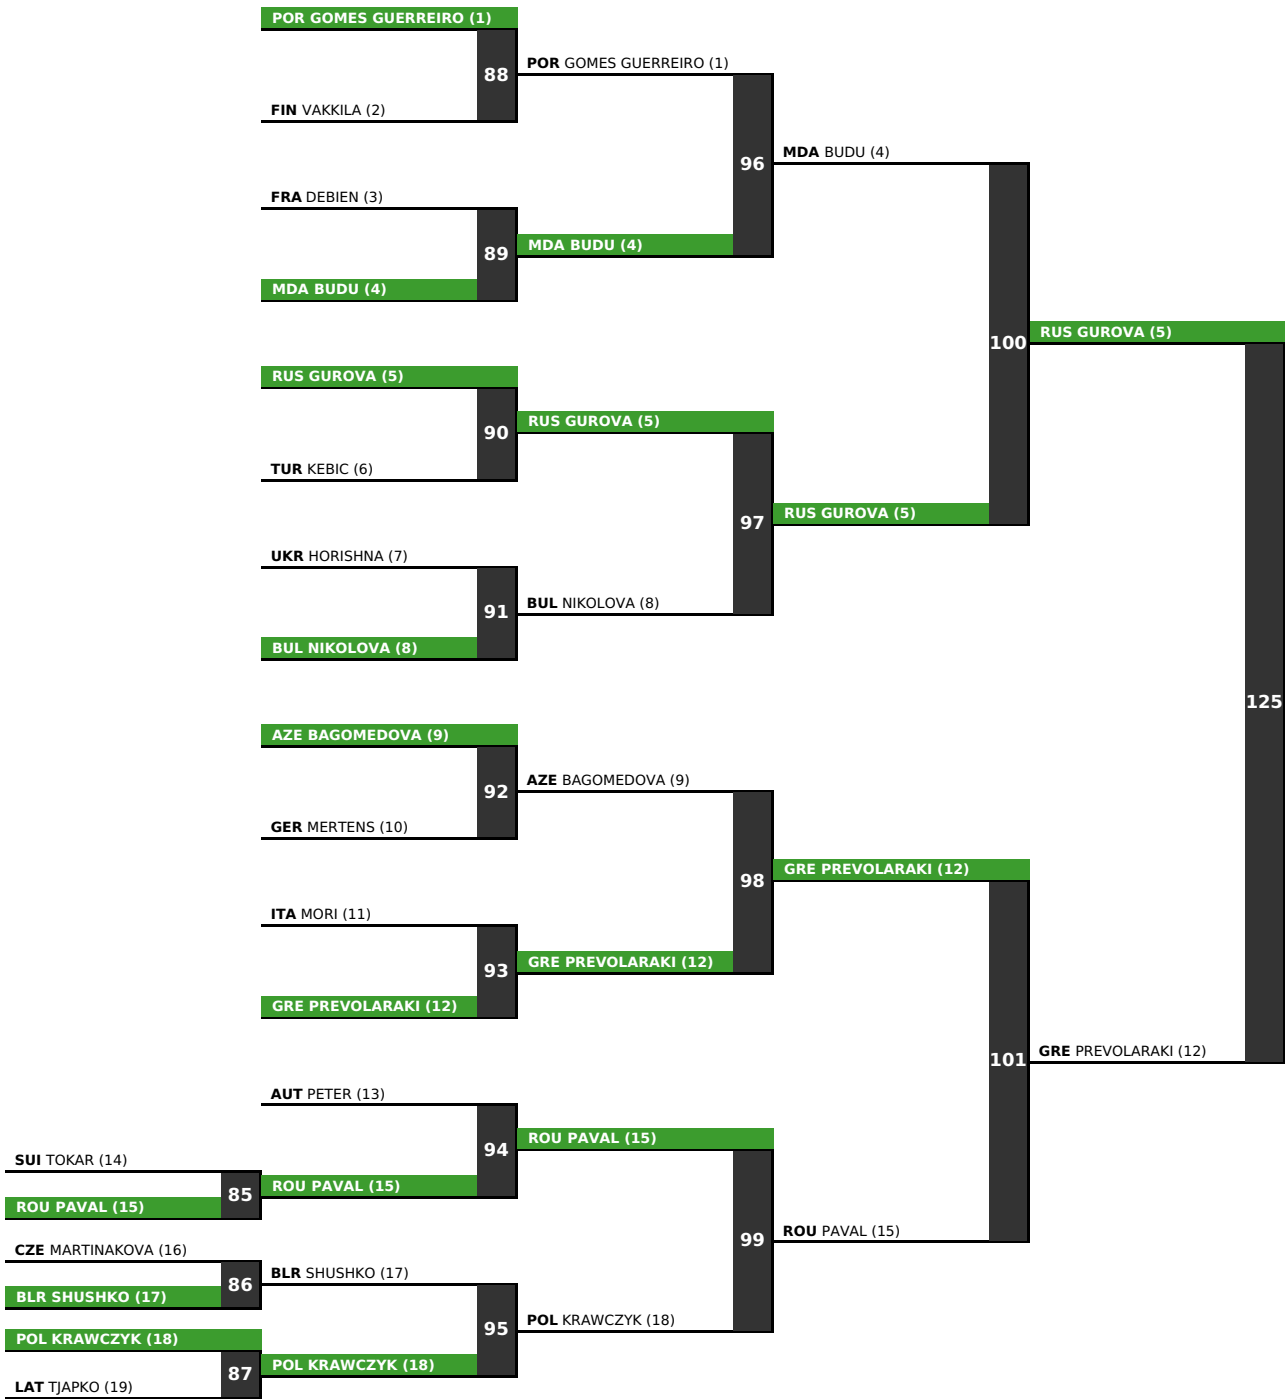 POR GOMES GUERREIRO (1)
88
POR GOMES GUERREIRO (1)
FIN VAKKILA (2)
96
MDA BUDU (4)
FRA DEBIEN (3)
89
MDA BUDU (4)
MDA BUDU (4)
100
RUS GUROVA (5)
RUS GUROVA (5)
90
RUS GUROVA (5)
TUR KEBIC (6)
97
RUS GUROVA (5)
UKR HORISHNA (7)
91
BUL NIKOLOVA (8)
BUL NIKOLOVA (8)
125
AZE BAGOMEDOVA (9)
92
AZE BAGOMEDOVA (9)
GER MERTENS (10)
98
GRE PREVOLARAKI (12)
ITA MORI (11)
93
GRE PREVOLARAKI (12)
GRE PREVOLARAKI (12)
101
GRE PREVOLARAKI (12)
AUT PETER (13)
94
ROU PAVAL (15)
SUI TOKAR (14)
85
ROU PAVAL (15)
ROU PAVAL (15)
99
ROU PAVAL (15)
CZE MARTINAKOVA (16)
86
BLR SHUSHKO (17)
BLR SHUSHKO (17)
95
POL KRAWCZYK (18)
POL KRAWCZYK (18)
87
POL KRAWCZYK (18)
LAT TJAPKO (19)